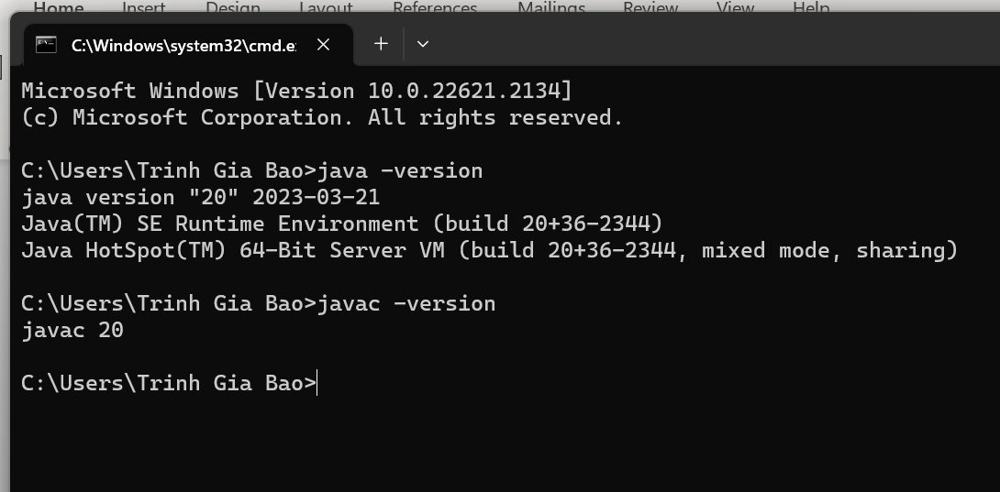 Home Insert Design Layout References Mailings Review View Help
C:\Windows\system32\cmd.e
Microsoft Windows [Version 10.0.22621.2134]
(c) Microsoft Corporation. All rights reserved.
C:\Users\Trinh Gia Bao>java -version
java version "20" 2023-03-21
Java(TM) SE Runtime Environment (build 20+36-2344)
Java HotSpot(TM) 64-Bit Server VM (build 20+36-2344, mixed mode, sharing)
C:\Users\Trinh Gia Bao>javac -version
javac 20
C:\Users\Trinh Gia Bao>